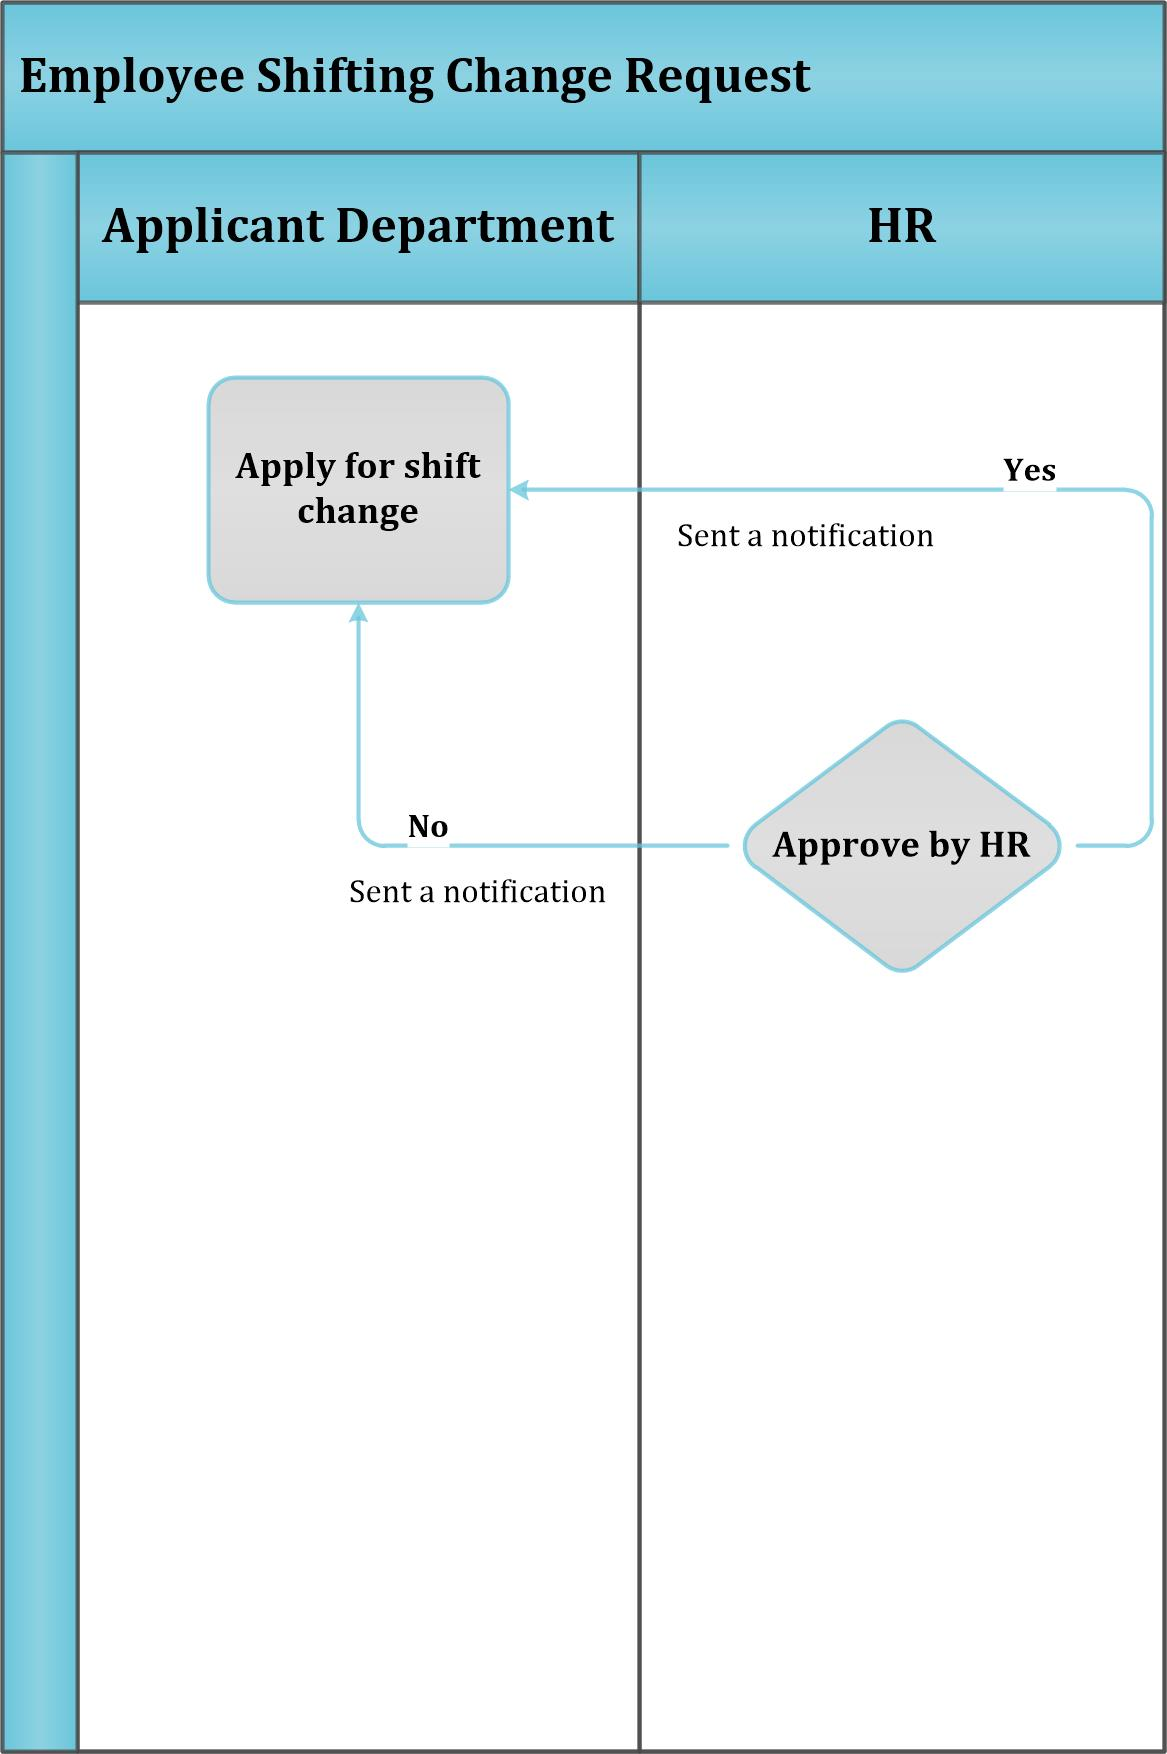 Employee Shifting Change Request
Applicant Department
HR
Apply for shift
change
Yes
Sent a notification
No
Approve by HR
Sent a notification